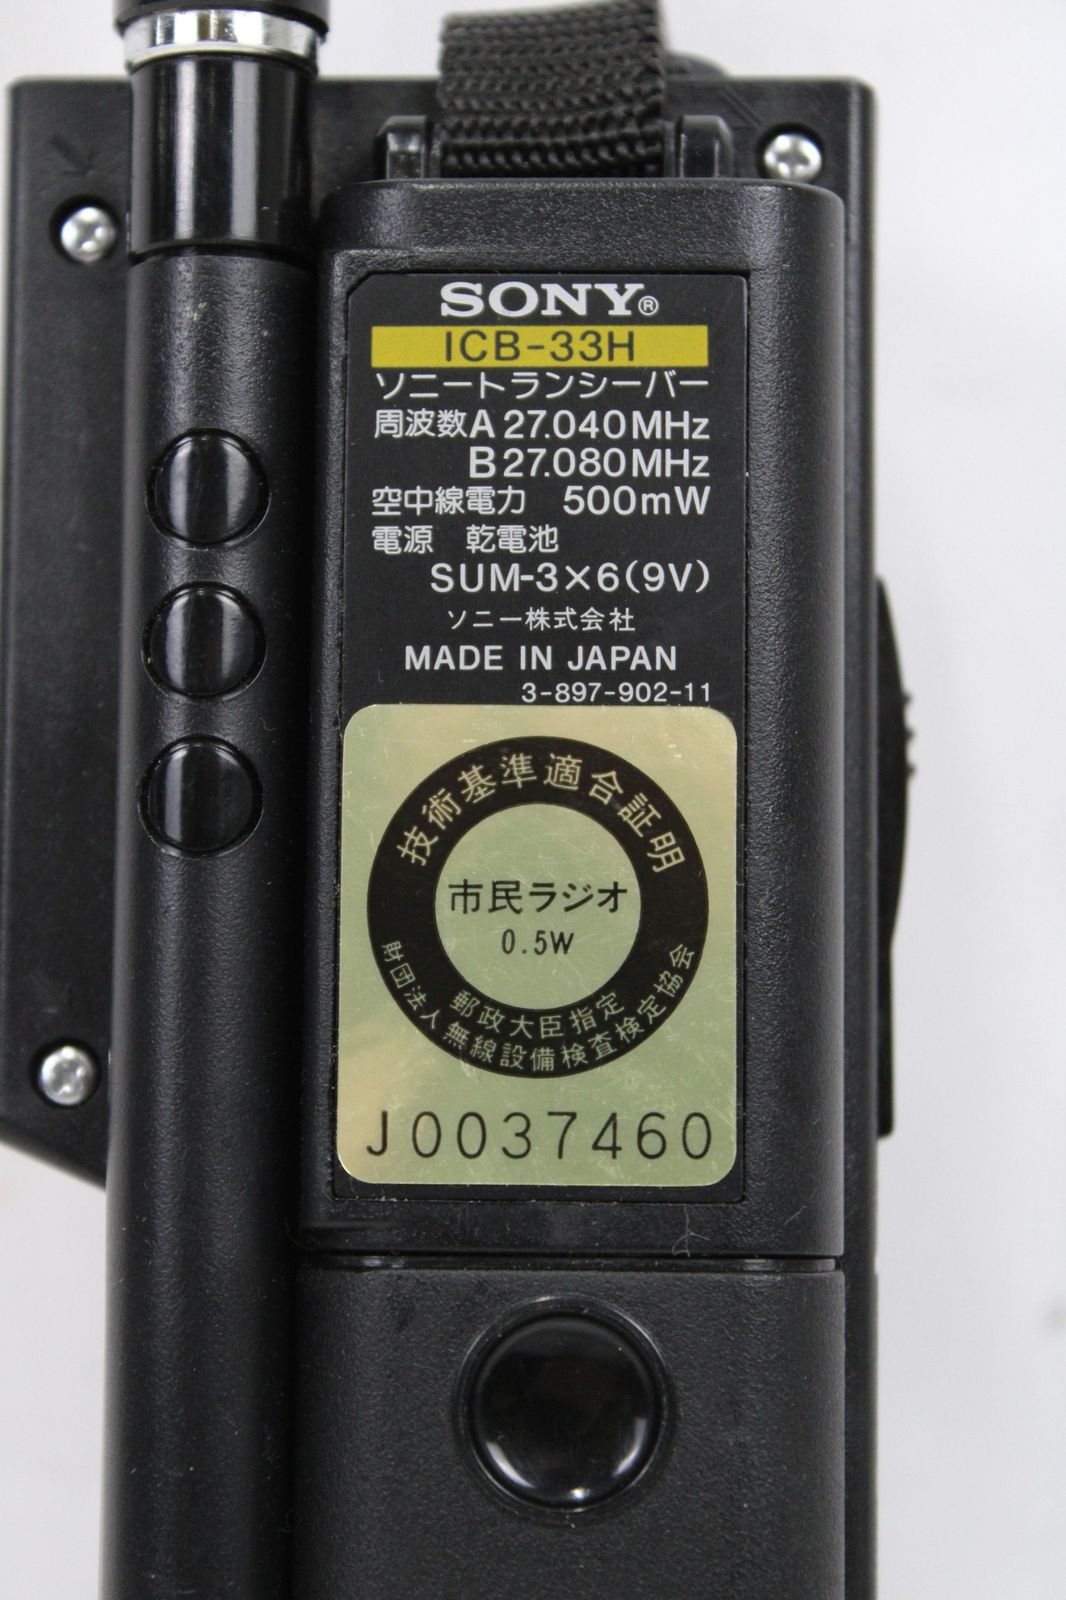 SONY®
ICB-33H
ソニートランシーバー
周波数 A 27.040MHz
B 27.080MHz
空中線電力 500mW
電源 乾電池
SUM-3×6(9V)
ソニー株式会社
MADE IN JAPAN
3-897-902-11
技術基準適合証明
市民ラジオ
0.5W
郵政大臣指定
財団法人無線設備検査検定協会
J0037460